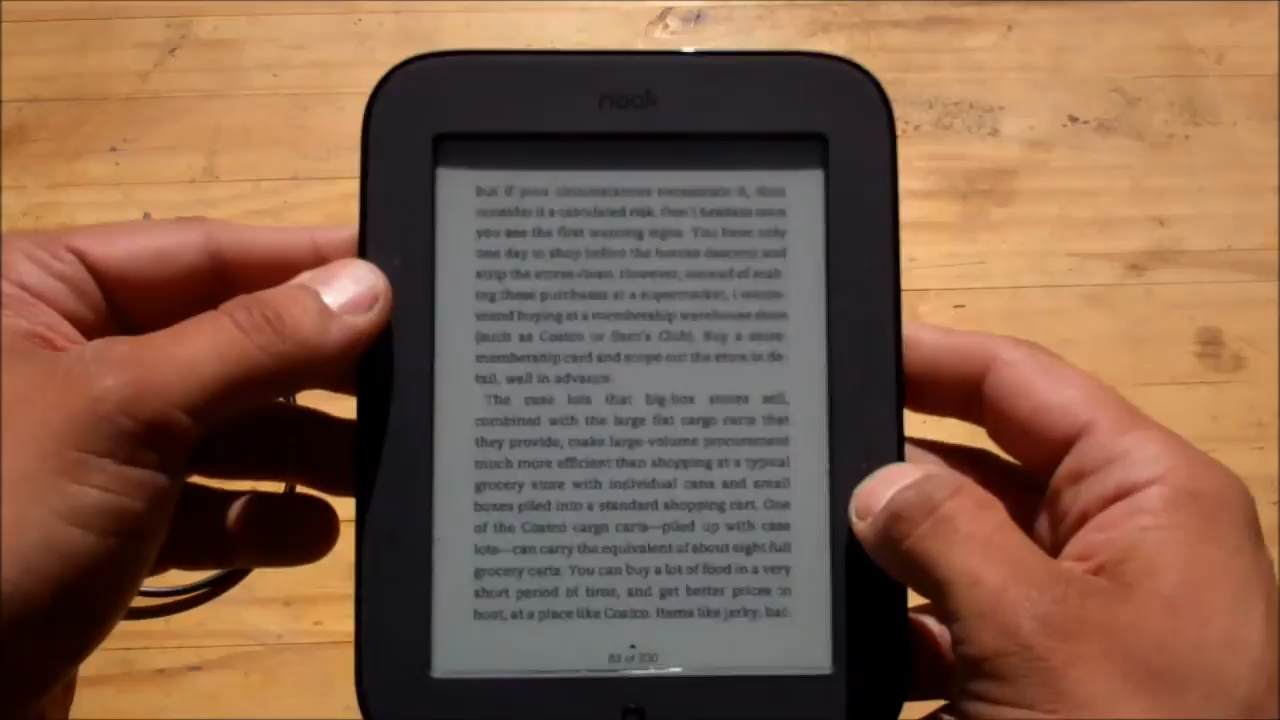 nook
but if your circumstances necessitate it, then
consider it a calculated risk. Don't hesitate once
you see the first warning signs. You have only
one day to shop before the hordes descend and
strip the stores clean. However, instead of mak-
ing these purchases at a supermarket, I recom-
mend buying at a membership warehouse store
(such as Costco or Sam's Club). Buy a store
membership card and scope out the store in de-
tail, well in advance.
The case lots that big-box stores sell,
combined with the large flat cargo carts that
they provide, make large-volume procurement
much more efficient than shopping at a typical
grocery store with individual cans and small
boxes piled into a standard shopping cart. One
of the Costco cargo carts—piled up with case
lots—can carry the equivalent of about eight full
grocery carts. You can buy a lot of food in a very
short period of time, and get better prices to
boot, at a place like Costco. Items like jerky, bat-